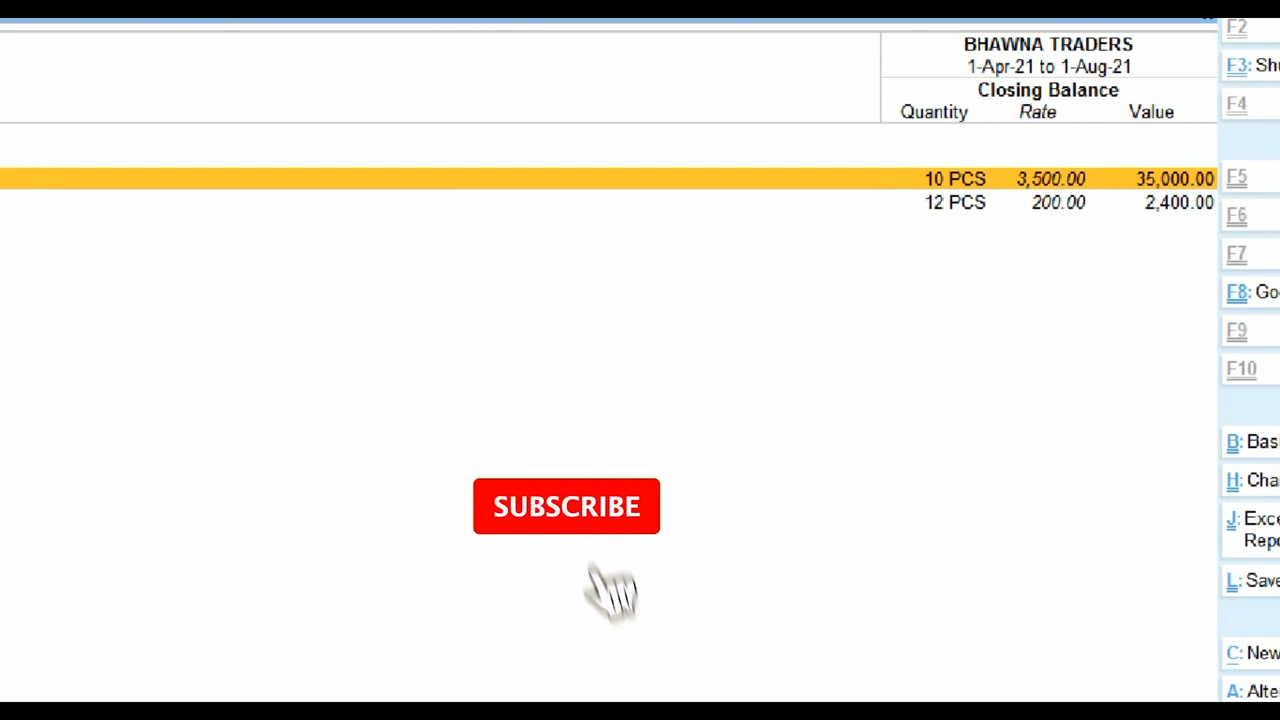 BHAWNA TRADERS
1-Apr-21 to 1-Aug-21
Closing Balance
Quantity Rate Value
10 PCS 3,500.00 35,000.00
12 PCS 200.00 2,400.00
SUBSCRIBE
F2
F3: Shu
F4
F5
F6
F7
F8: Go
F9
F10
B: Bas
H: Cha
J: Exce
Repo
L: Save
C: New
A: Alte